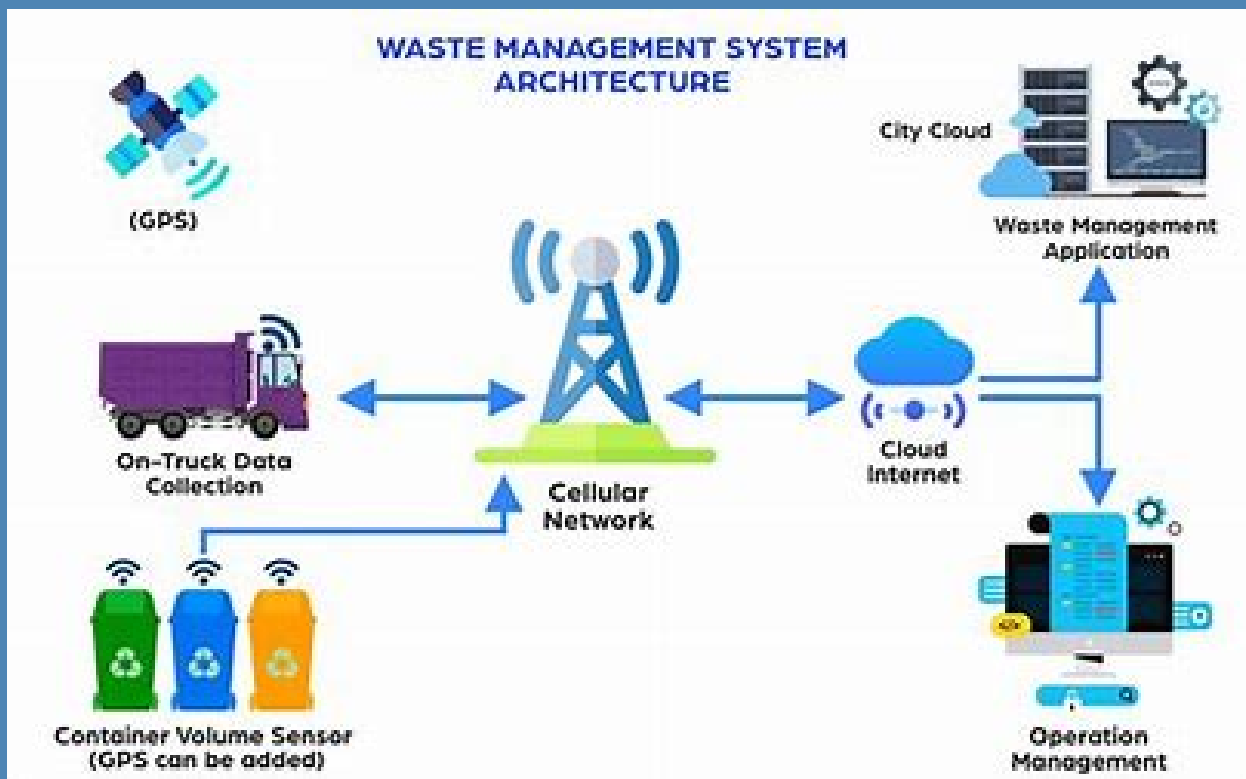 WASTE MANAGEMENT SYSTEM
ARCHITECTURE
(GPS)
City Cloud
Waste Management
Application
On-Truck Data
Collection
Cellular
Network
Cloud
Internet
Container Volume Sensor
(GPS can be added)
Operation
Management